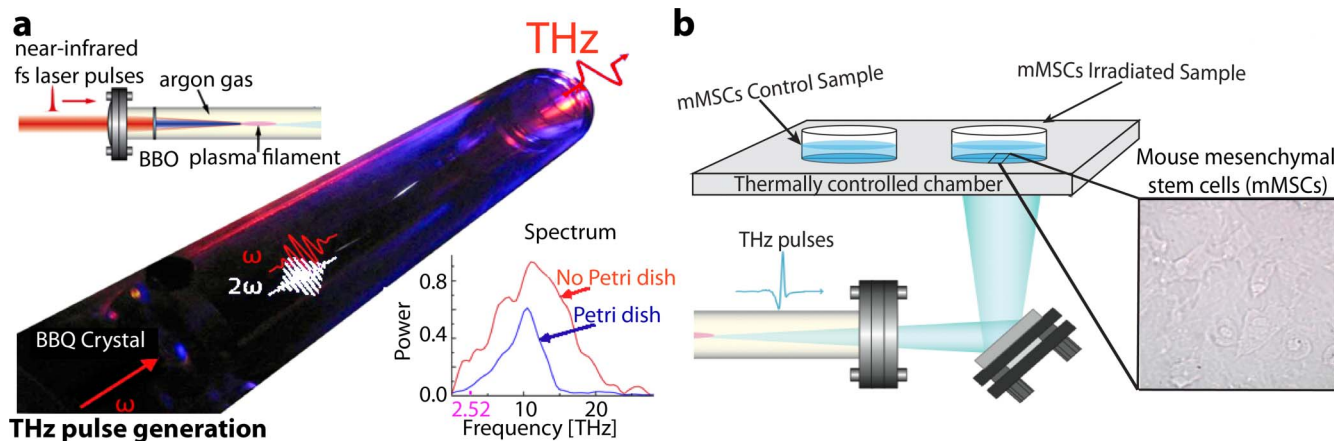 a
near-infrared
fs laser pulses
argon gas
BBO
plasma filament
THz
ω
2ω
BBQ Crystal
ω
THz pulse generation
Spectrum
No Petri dish
Petri dish
Power
0.8
0.4
0.0
2.52
10
20
Frequency [THz]
b
mMSCs Control Sample
mMSCs Irradiated Sample
Thermally controlled chamber
Mouse mesenchymal
stem cells (mMSCs)
THz pulses